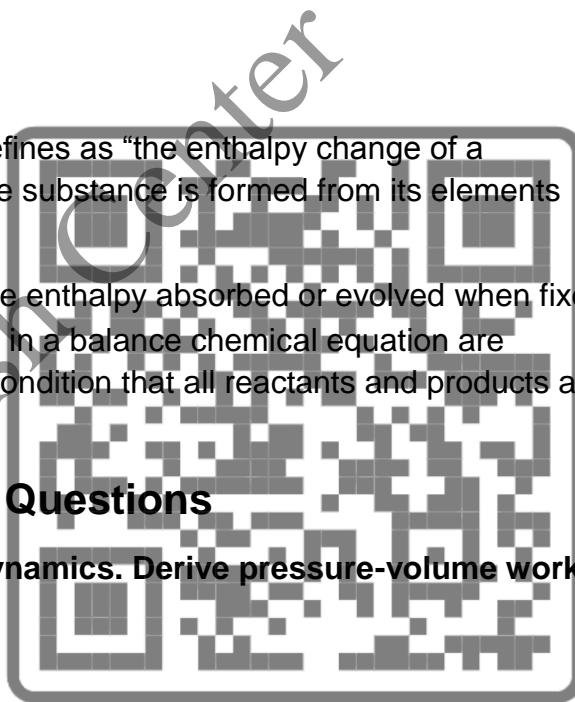 Center
efines as “the enthalpy change of a
e substance is formed from its elements
e enthalpy absorbed or evolved when fixe
in a balance chemical equation are
ondition that all reactants and products a
Questions
ynamics. Derive pressure-volume work